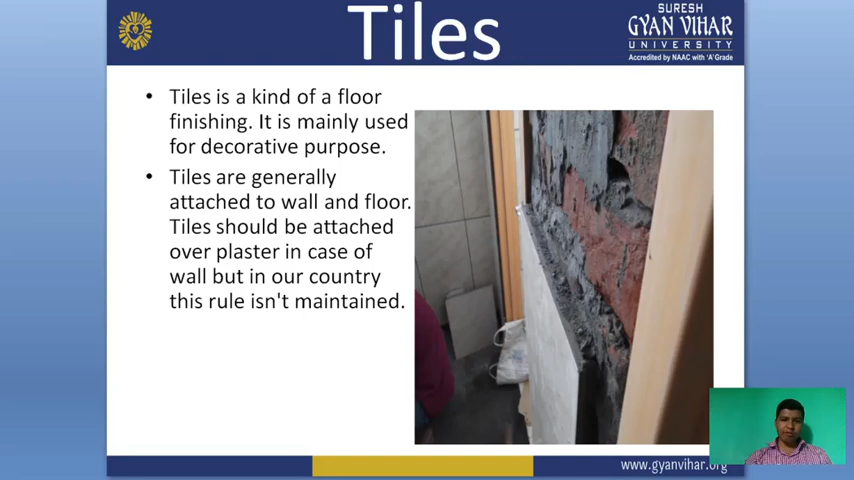 Tiles
SURESH
GYAN VIHAR
UNIVERSITY
Accredited by NAAC with 'A' Grade
• Tiles is a kind of a floor
finishing. It is mainly used
for decorative purpose.
• Tiles are generally
attached to wall and floor.
Tiles should be attached
over plaster in case of
wall but in our country
this rule isn't maintained.
www.gyanvihar.org